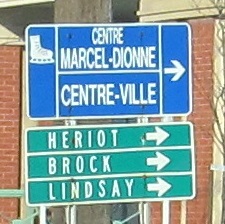 CENTRE
MARCEL-DIONNE
CENTRE-VILLE
HERIOT
BROCK
LINDSAY